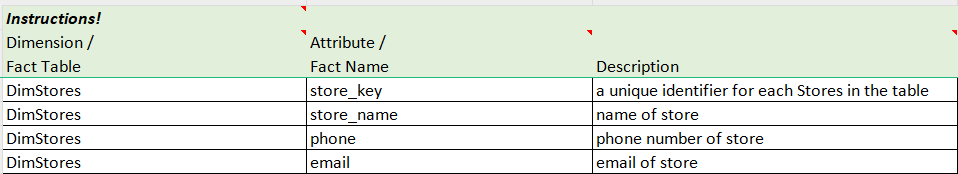 Instructions!
Dimension / Attribute /
Fact Table Fact Name Description
DimStores store_key a unique identifier for each Stores in the table
DimStores store_name name of store
DimStores phone phone number of store
DimStores email email of store